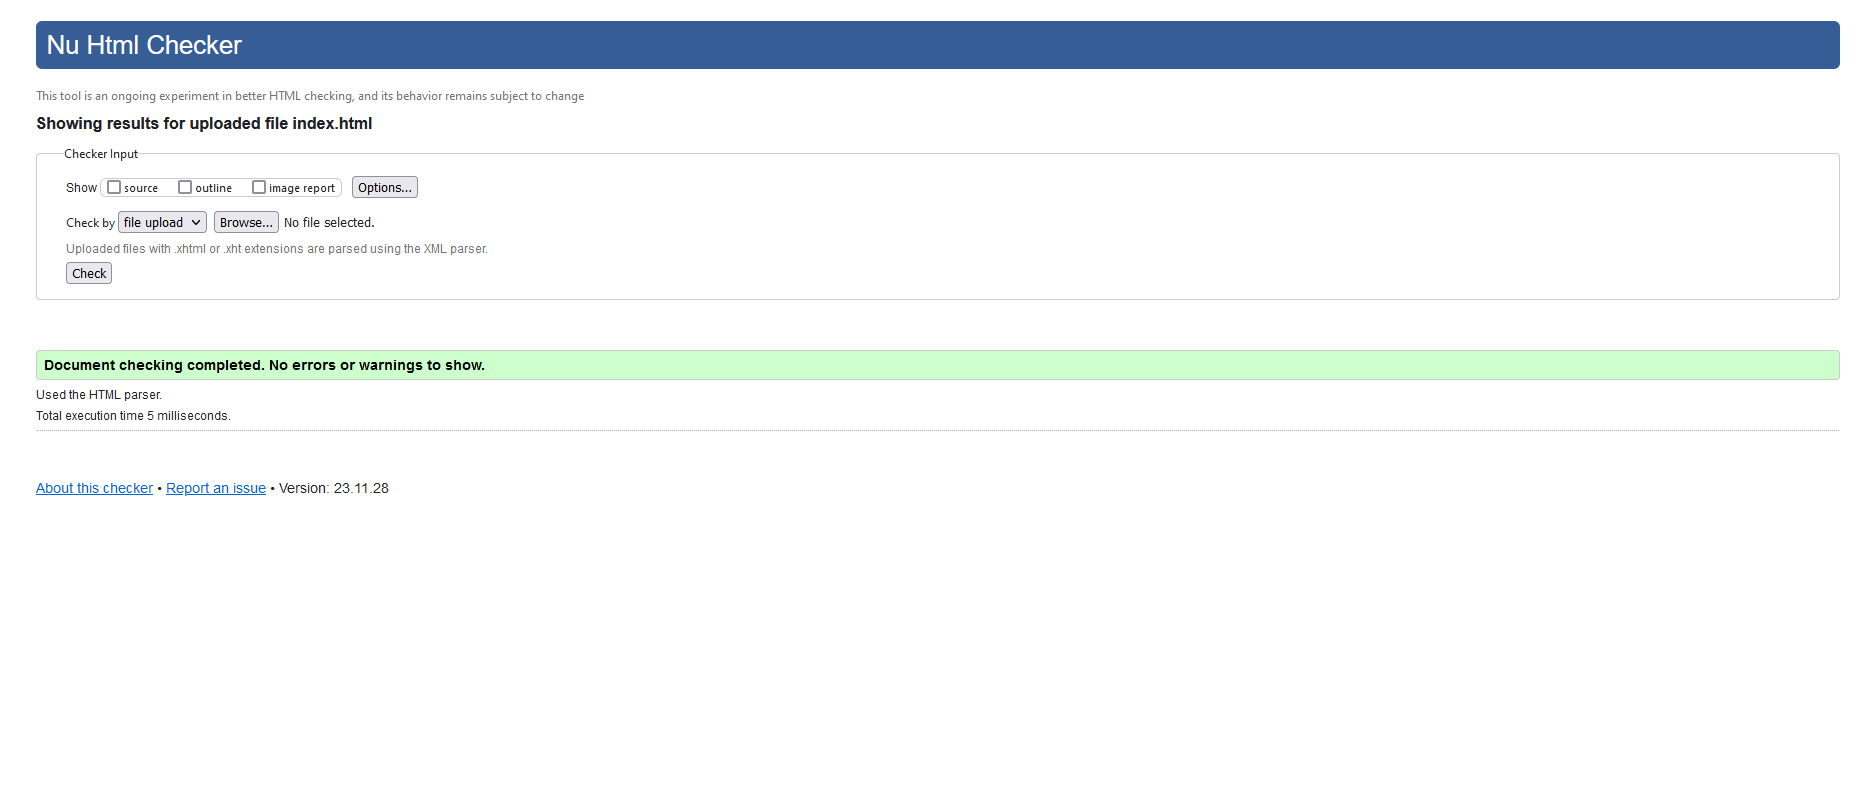 Nu Html Checker
This tool is an ongoing experiment in better HTML checking, and its behavior remains subject to change
Showing results for uploaded file index.html
Checker Input
Show source outline image report Options...
Check by file upload Browse... No file selected.
Uploaded files with .xhtml or .xht extensions are parsed using the XML parser.
Check
Document checking completed. No errors or warnings to show.
Used the HTML parser.
Total execution time 5 milliseconds.
About this checker • Report an issue • Version: 23.11.28